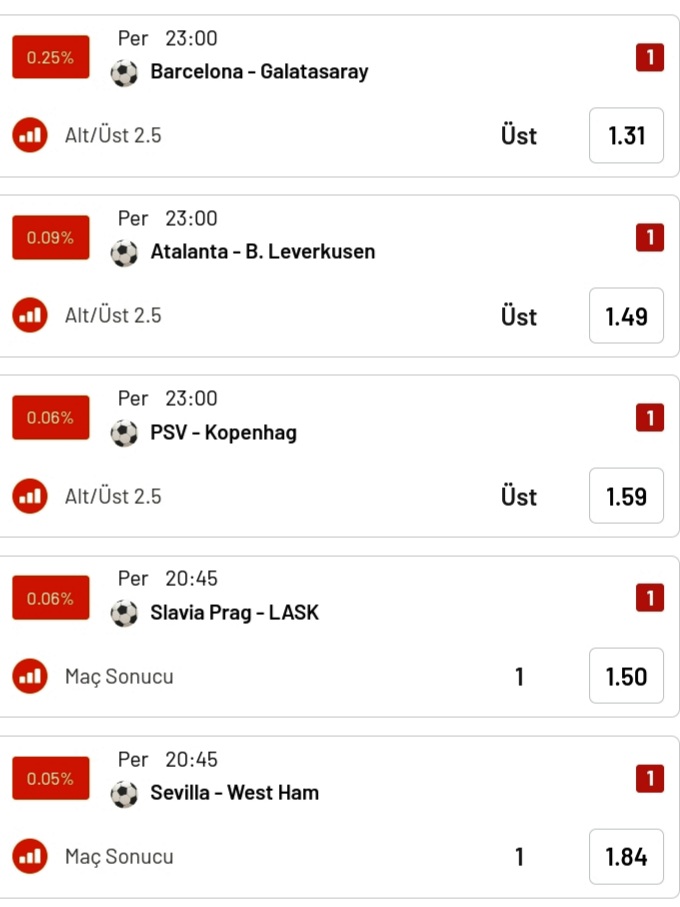 Per 23:00
0.25%
Barcelona - Galatasaray
1
Alt/Üst 2.5 Üst 1.31
Per 23:00
0.09%
Atalanta - B. Leverkusen
1
Alt/Üst 2.5 Üst 1.49
Per 23:00
0.06%
PSV - Kopenhag
1
Alt/Üst 2.5 Üst 1.59
Per 20:45
0.06%
Slavia Prag - LASK
1
Maç Sonucu 1 1.50
Per 20:45
0.05%
Sevilla - West Ham
1
Maç Sonucu 1 1.84